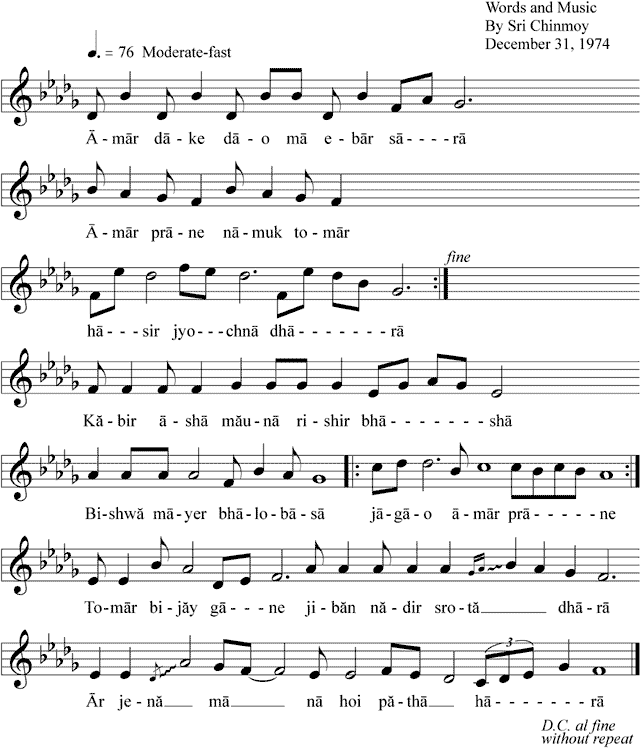 Words and Music
By Sri Chinmoy
December 31, 1974
= 76 Moderate-fast
Ā - mār dā - ke dā - o mā e - bār sā - - - - rā
Ā - mār prā - ne nā - muk to - mār
fine
hā - - - sir jyo - - - chnā dhā - - - - - - - rā
Kă - bir ā - shā mău - nā ri - shir bhā - - - - - - - shā
Bi - shwă mā - yer bhā - lo - bā - sā jā - gā - o ā - mār prā - - - - - ne
To - mār bi - jăy gā - - - ne ji - băn nă - dir sro - tă dhā - rā
3
Ār je - nă mā nā hoi pă - thā hā - - - - - - - rā
D.C. al fine
without repeat